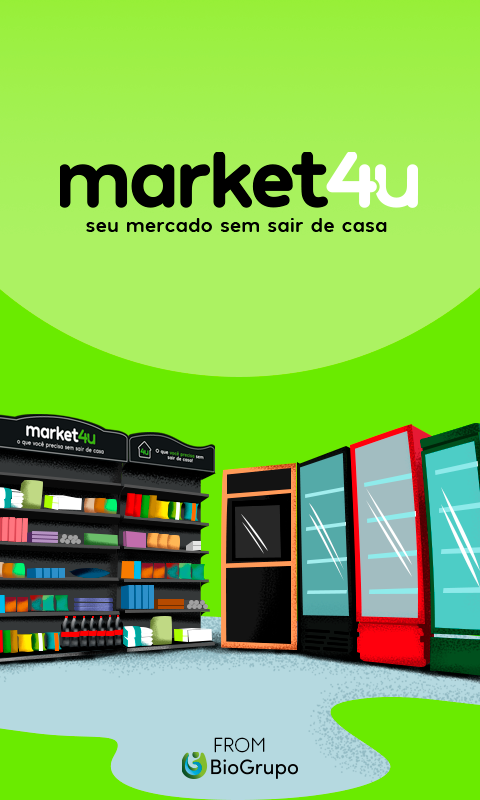 market4u
seu mercado sem sair de casa
market4u
o que você precisa sem sair de casa
4u
O que você precisa sem
sair de casa!
FROM
BioGrupo